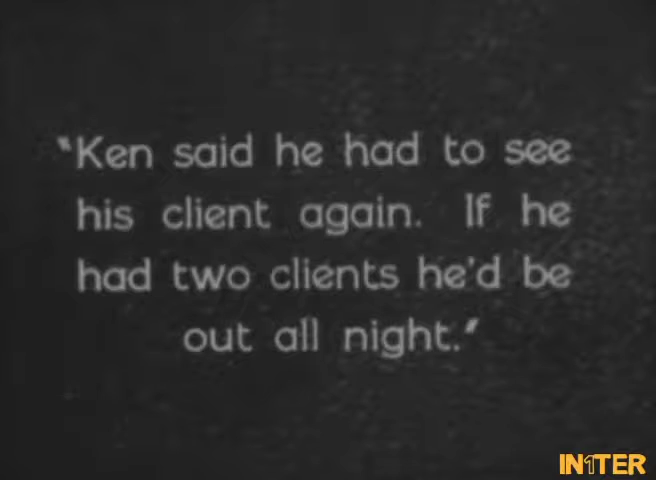 "Ken said he had to see
his client again. If he
had two clients he'd be
out all night."
IN1TER